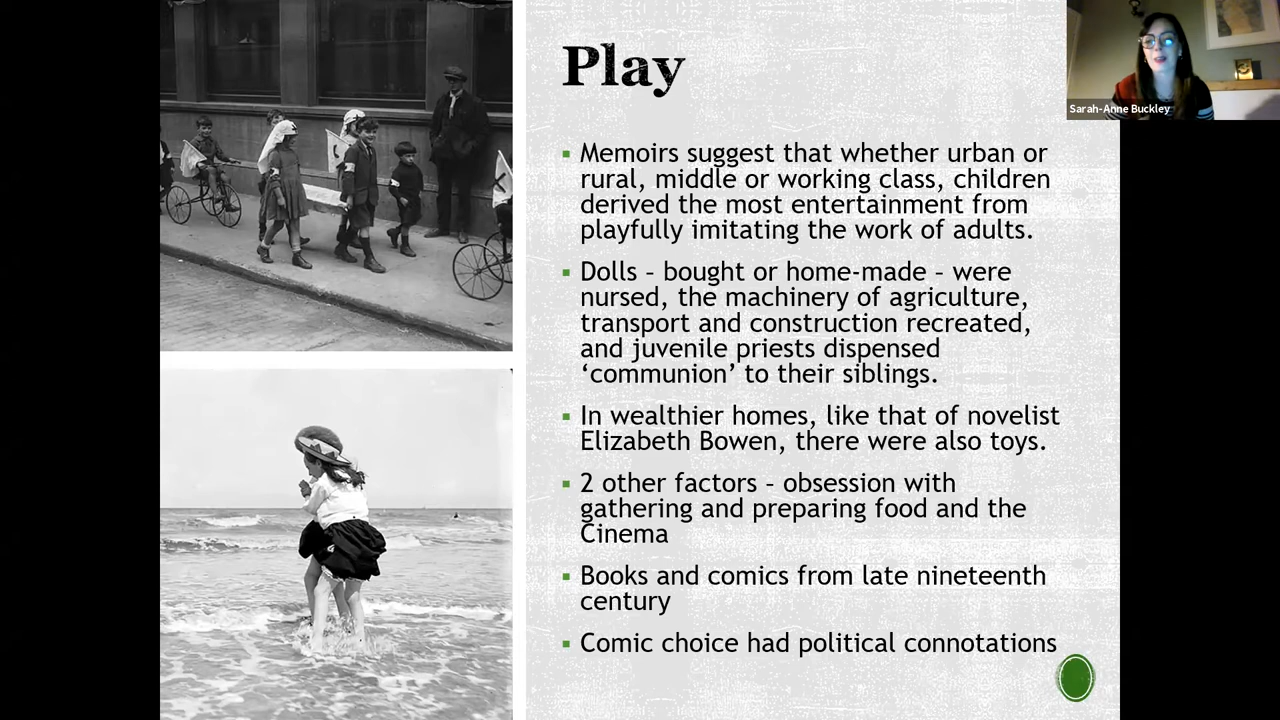 Play
Sarah-Anne Buckley
▪ Memoirs suggest that whether urban or
rural, middle or working class, children
derived the most entertainment from
playfully imitating the work of adults.
▪ Dolls – bought or home-made – were
nursed, the machinery of agriculture,
transport and construction recreated,
and juvenile priests dispensed
‘communion’ to their siblings.
▪ In wealthier homes, like that of novelist
Elizabeth Bowen, there were also toys.
▪ 2 other factors – obsession with
gathering and preparing food and the
Cinema
▪ Books and comics from late nineteenth
century
▪ Comic choice had political connotations